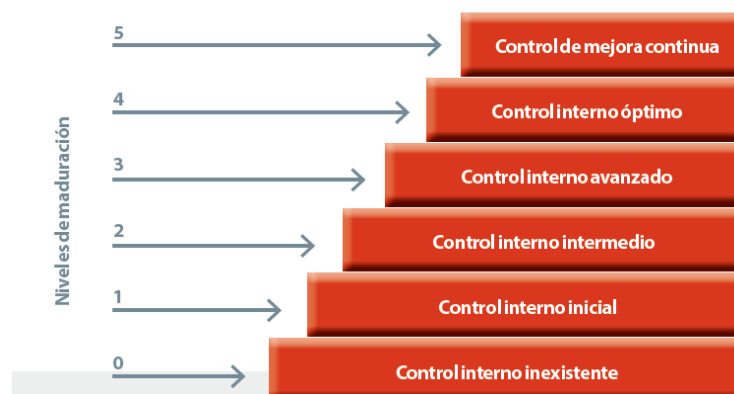 Niveles de maduración
5
Control de mejora continua
4
Control interno óptimo
3
Control interno avanzado
2
Control interno intermedio
1
Control interno inicial
0
Control interno inexistente